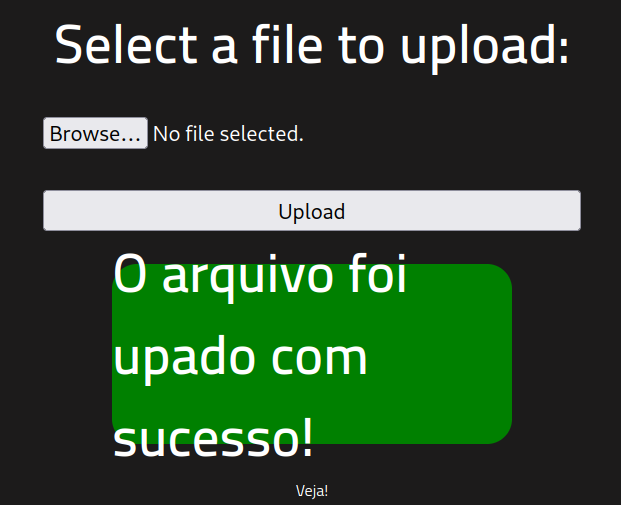 Select a file to upload:
Browse... No file selected.
Upload
O arquivo foi
upado com
sucesso!
Veja!